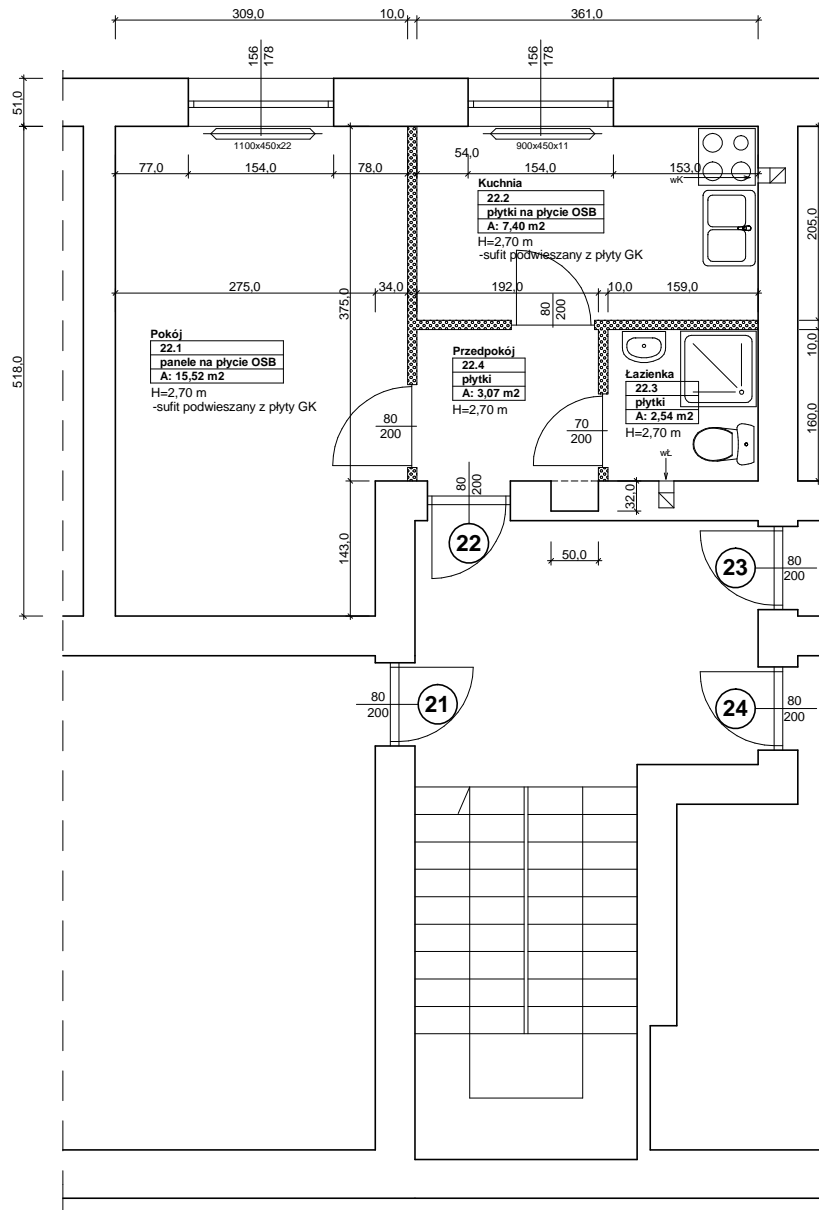 309,0
10,0
361,0
156
178
156
178
51,0
1100x450x22
900x450x11
77,0
154,0
78,0
54,0
154,0
153,0
wK
Kuchnia
22.2
płytki na płycie OSB
A: 7,40 m2
H=2,70 m
-sufit podwieszany z płyty GK
205,0
275,0
34,0
375,0
192,0
10,0
159,0
80
200
Pokój
22.1
panele na płycie OSB
A: 15,52 m2
H=2,70 m
-sufit podwieszany z płyty GK
Przedpokój
22.4
płytki
A: 3,07 m2
H=2,70 m
Łazienka
22.3
płytki
A: 2,54 m2
H=2,70 m
10,0
160,0
518,0
80
200
70
200
wŁ
80
200
32,0
22
143,0
50,0
23
80
200
80
200
21
24
80
200